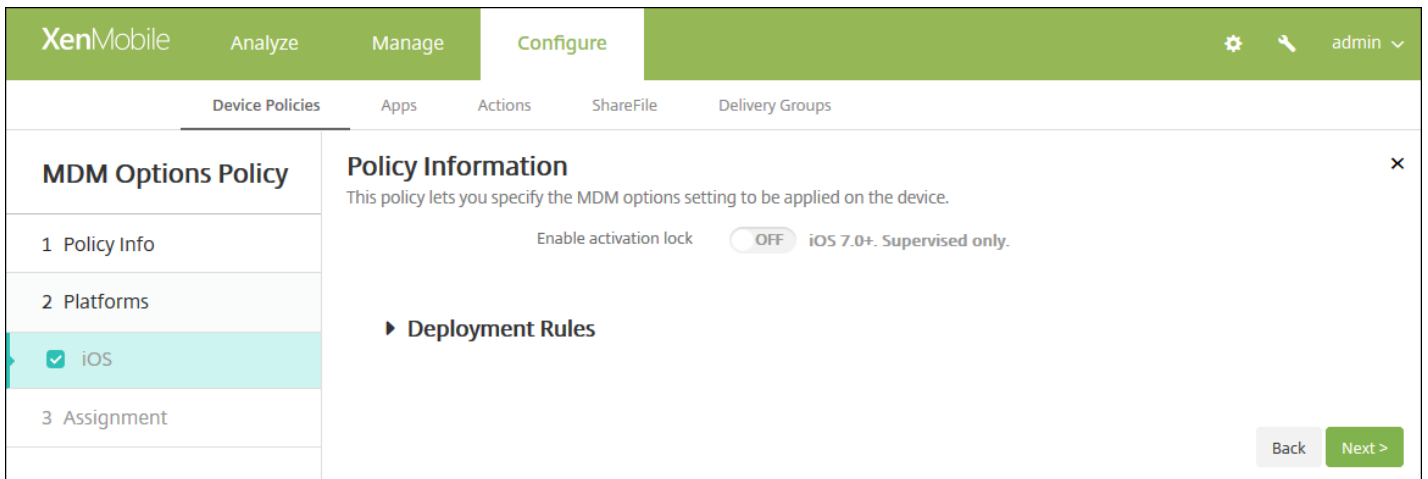 XenMobile Analyze Manage Configure admin
Device Policies Apps Actions ShareFile Delivery Groups
MDM Options Policy
1 Policy Info
2 Platforms
iOS
3 Assignment
Policy Information
This policy lets you specify the MDM options setting to be applied on the device.
Enable activation lock OFF iOS 7.0+. Supervised only.
Deployment Rules
Back Next >